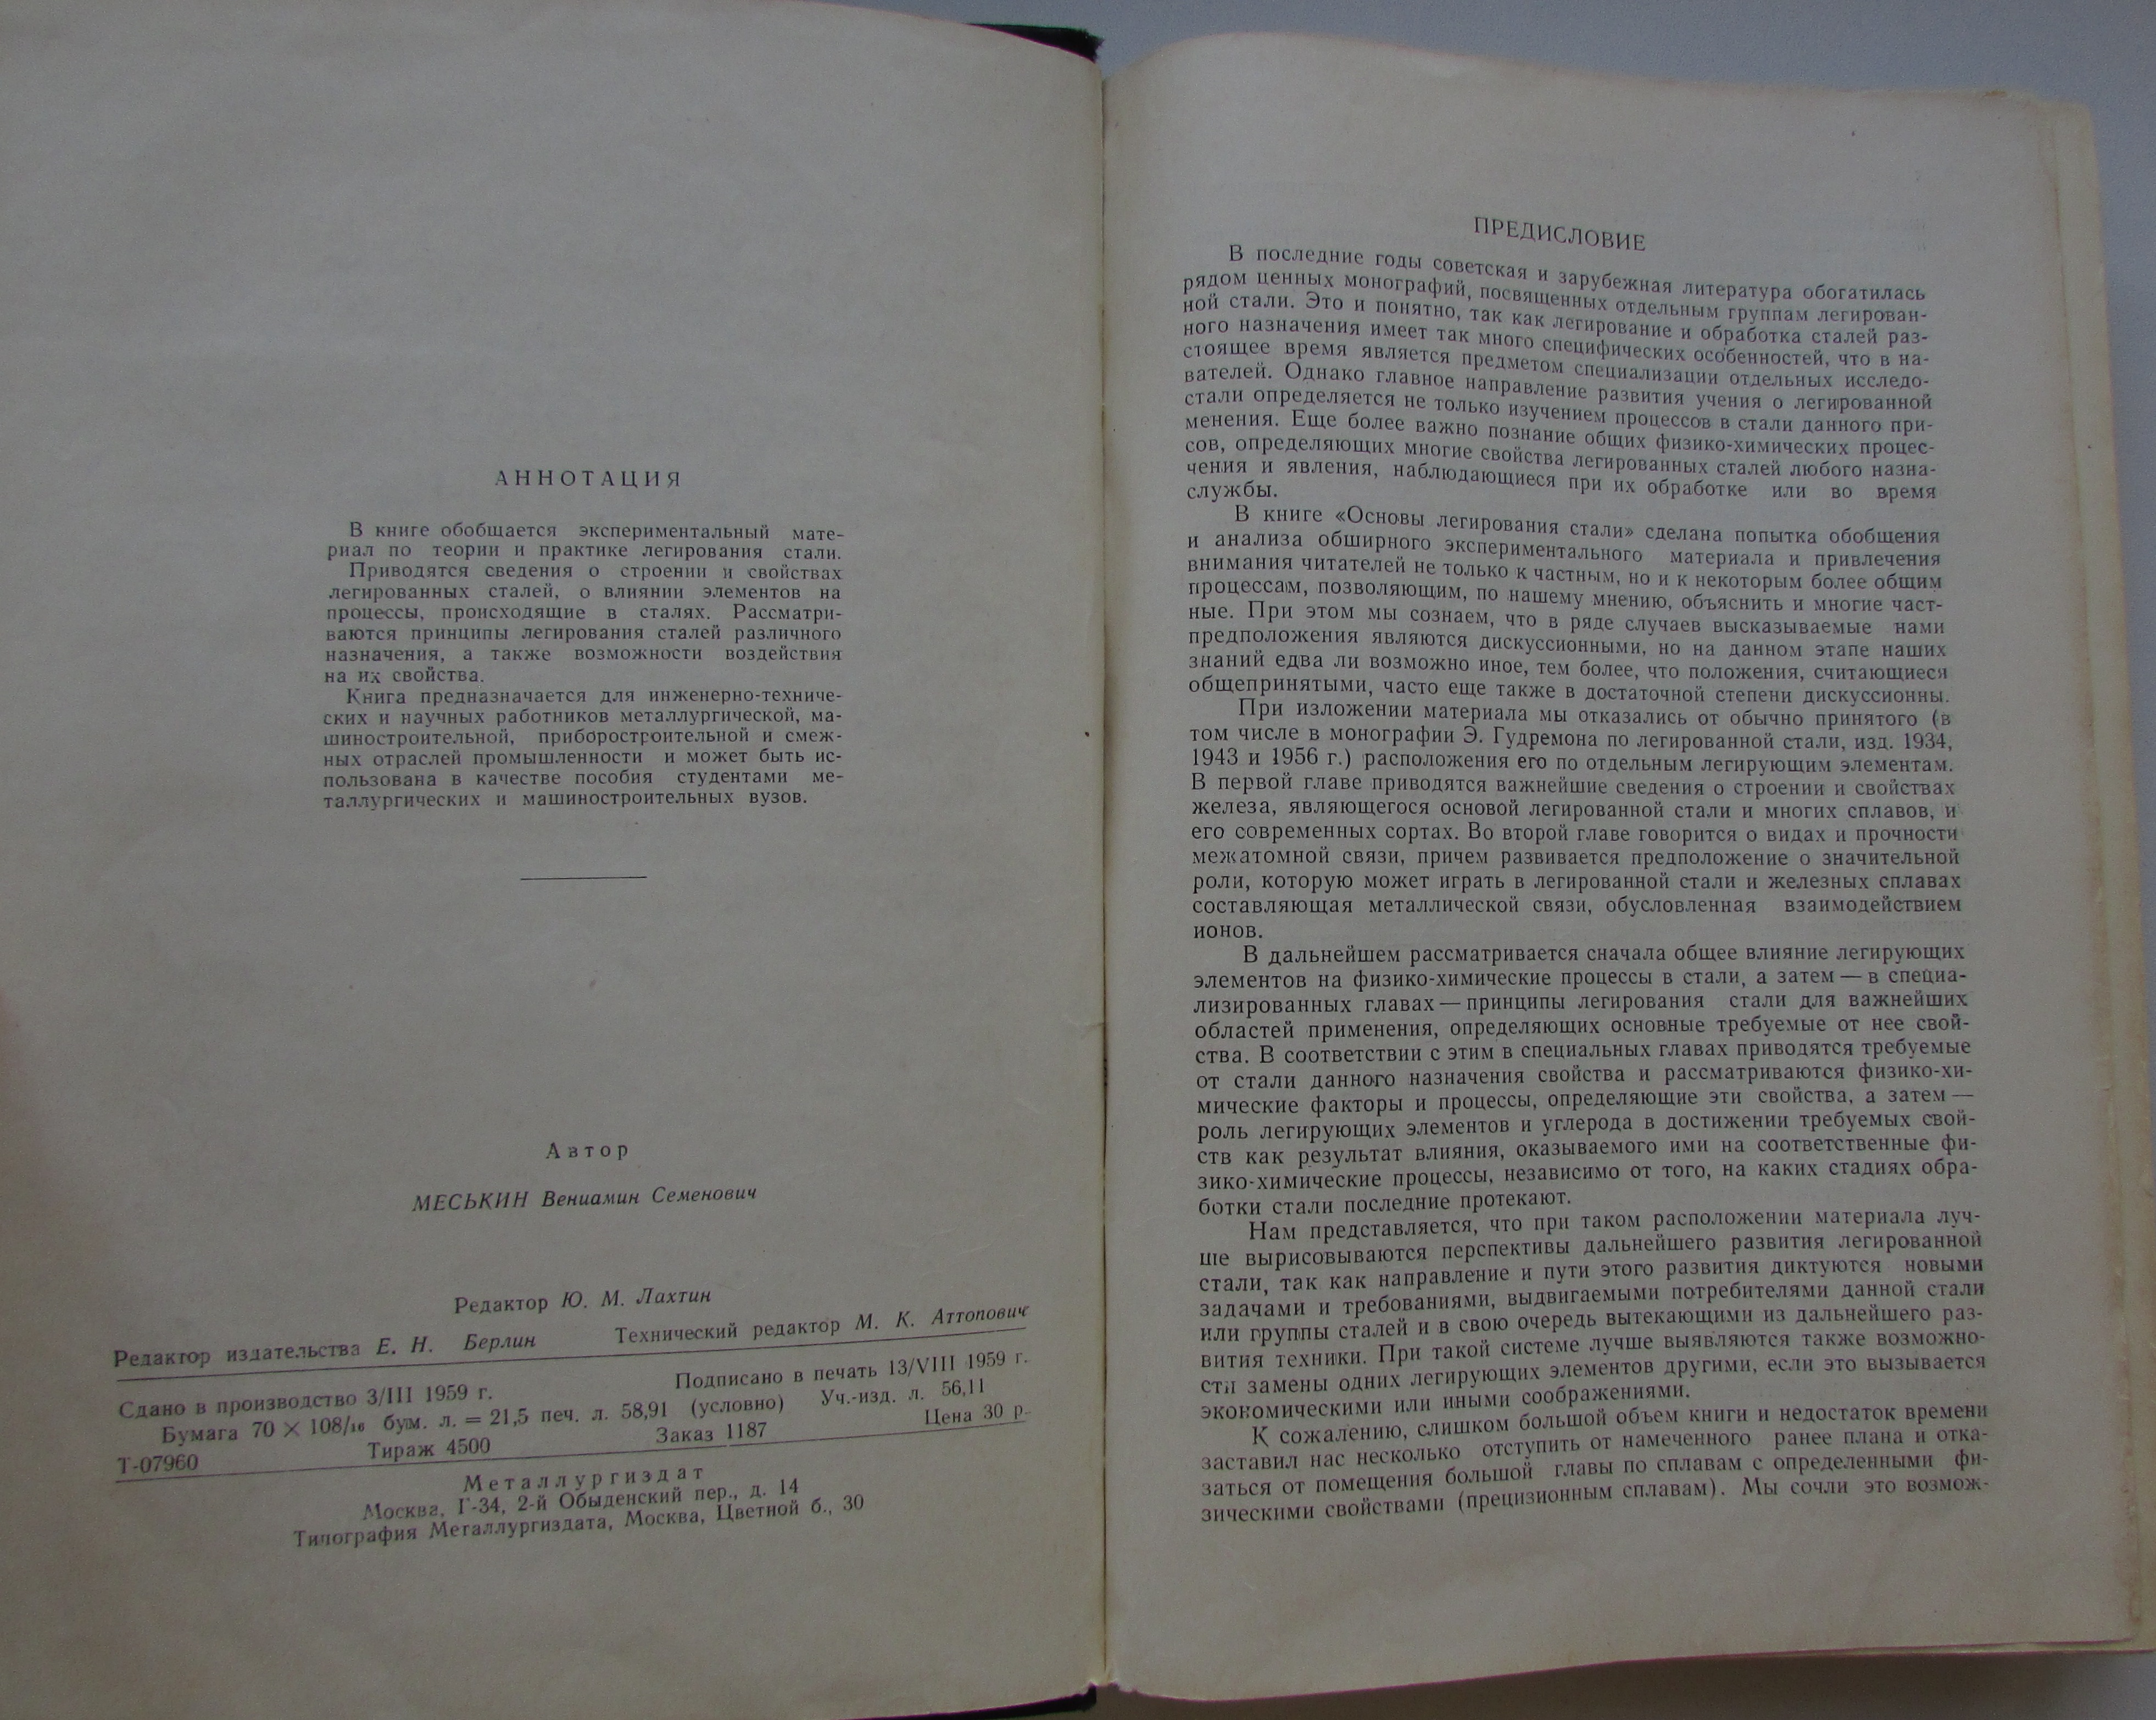 АННОТАЦИЯ
В книге обобщается экспериментальный мате-
риал по теории и практике легирования стали.
Приводятся сведения о строении и свойствах
легированных сталей, о влиянии элементов на
процессы, происходящие в сталях. Рассматри-
ваются принципы легирования сталей различного
назначения, а также возможности воздействия
на их свойства.
Книга предназначается для инженерно-техниче-
ских и научных работников металлургической, ма-
шиностроительной, приборостроительной и смеж-
ных отраслей промышленности и может быть ис-
пользована в качестве пособия студентами ме-
таллургических и машиностроительных вузов.
Автор
МЕСЬКИН Вениамин Семенович
Редактор Ю. М. Лахтин
Редактор издательства Е. Н. Берлин Технический редактор М. К. Аттопович
Сдано в производство 3/III 1959 г. Подписано в печать 13/VIII 1959 г.
Бумага 70 × 108/16 бум. л. = 21,5 печ. л. 58,91 (условно) Уч.-изд. л. 56,11
Т-07960 Тираж 4500 Заказ 1187 Цена 30 р.
Металлургиздат
Москва, Г-34, 2-й Обыденский пер., д. 14
Типография Металлургиздата, Москва, Цветной б., 30
ПРЕДИСЛОВИЕ
В последние годы советская и зарубежная литература обогатилась
рядом ценных монографий, посвященных отдельным группам легирован-
ной стали. Это и понятно, так как легирование и обработка сталей раз-
ного назначения имеет так много специфических особенностей, что в на-
стоящее время является предметом специализации отдельных исследо-
вателей. Однако главное направление развития учения о легированной
стали определяется не только изучением процессов в стали данного при-
менения. Еще более важно познание общих физико-химических процес-
сов, определяющих многие свойства легированных сталей любого назна-
чения и явления, наблюдающиеся при их обработке или во время
службы.
В книге «Основы легирования стали» сделана попытка обобщения
и анализа обширного экспериментального материала и привлечения
внимания читателей не только к частным, но и к некоторым более общим
процессам, позволяющим, по нашему мнению, объяснить и многие част-
ные. При этом мы сознаем, что в ряде случаев высказываемые нами
предположения являются дискуссионными, но на данном этапе наших
знаний едва ли возможно иное, тем более, что положения, считающиеся
общепринятыми, часто еще также в достаточной степени дискуссионны.
При изложении материала мы отказались от обычно принятого (в
том числе в монографии Э. Гудремона по легированной стали, изд. 1934,
1943 и 1956 г.) расположения его по отдельным легирующим элементам.
В первой главе приводятся важнейшие сведения о строении и свойствах
железа, являющегося основой легированной стали и многих сплавов, и
его современных сортах. Во второй главе говорится о видах и прочности
межатомной связи, причем развивается предположение о значительной
роли, которую может играть в легированной стали и железных сплавах
составляющая металлической связи, обусловленная взаимодействием
ионов.
В дальнейшем рассматривается сначала общее влияние легирующих
элементов на физико-химические процессы в стали, а затем — в специа-
лизированных главах — принципы легирования стали для важнейших
областей применения, определяющих основные требуемые от нее свой-
ства. В соответствии с этим в специальных главах приводятся требуемые
от стали данного назначения свойства и рассматриваются физико-хи-
мические факторы и процессы, определяющие эти свойства, а затем —
роль легирующих элементов и углерода в достижении требуемых свой-
ств как результат влияния, оказываемого ими на соответственные фи-
зико-химические процессы, независимо от того, на каких стадиях обра-
ботки стали последние протекают.
Нам представляется, что при таком расположении материала луч-
ше вырисовываются перспективы дальнейшего развития легированной
стали, так как направление и пути этого развития диктуются новыми
задачами и требованиями, выдвигаемыми потребителями данной стали
или группы сталей и в свою очередь вытекающими из дальнейшего раз-
вития техники. При такой системе лучше выявляются также возможно-
сти замены одних легирующих элементов другими, если это вызывается
экономическими или иными соображениями.
К сожалению, слишком большой объем книги и недостаток времени
заставил нас несколько отступить от намеченного ранее плана и отка-
заться от помещения большой главы по сплавам с определенными фи-
зическими свойствами (прецизионным сплавам). Мы сочли это возмож-